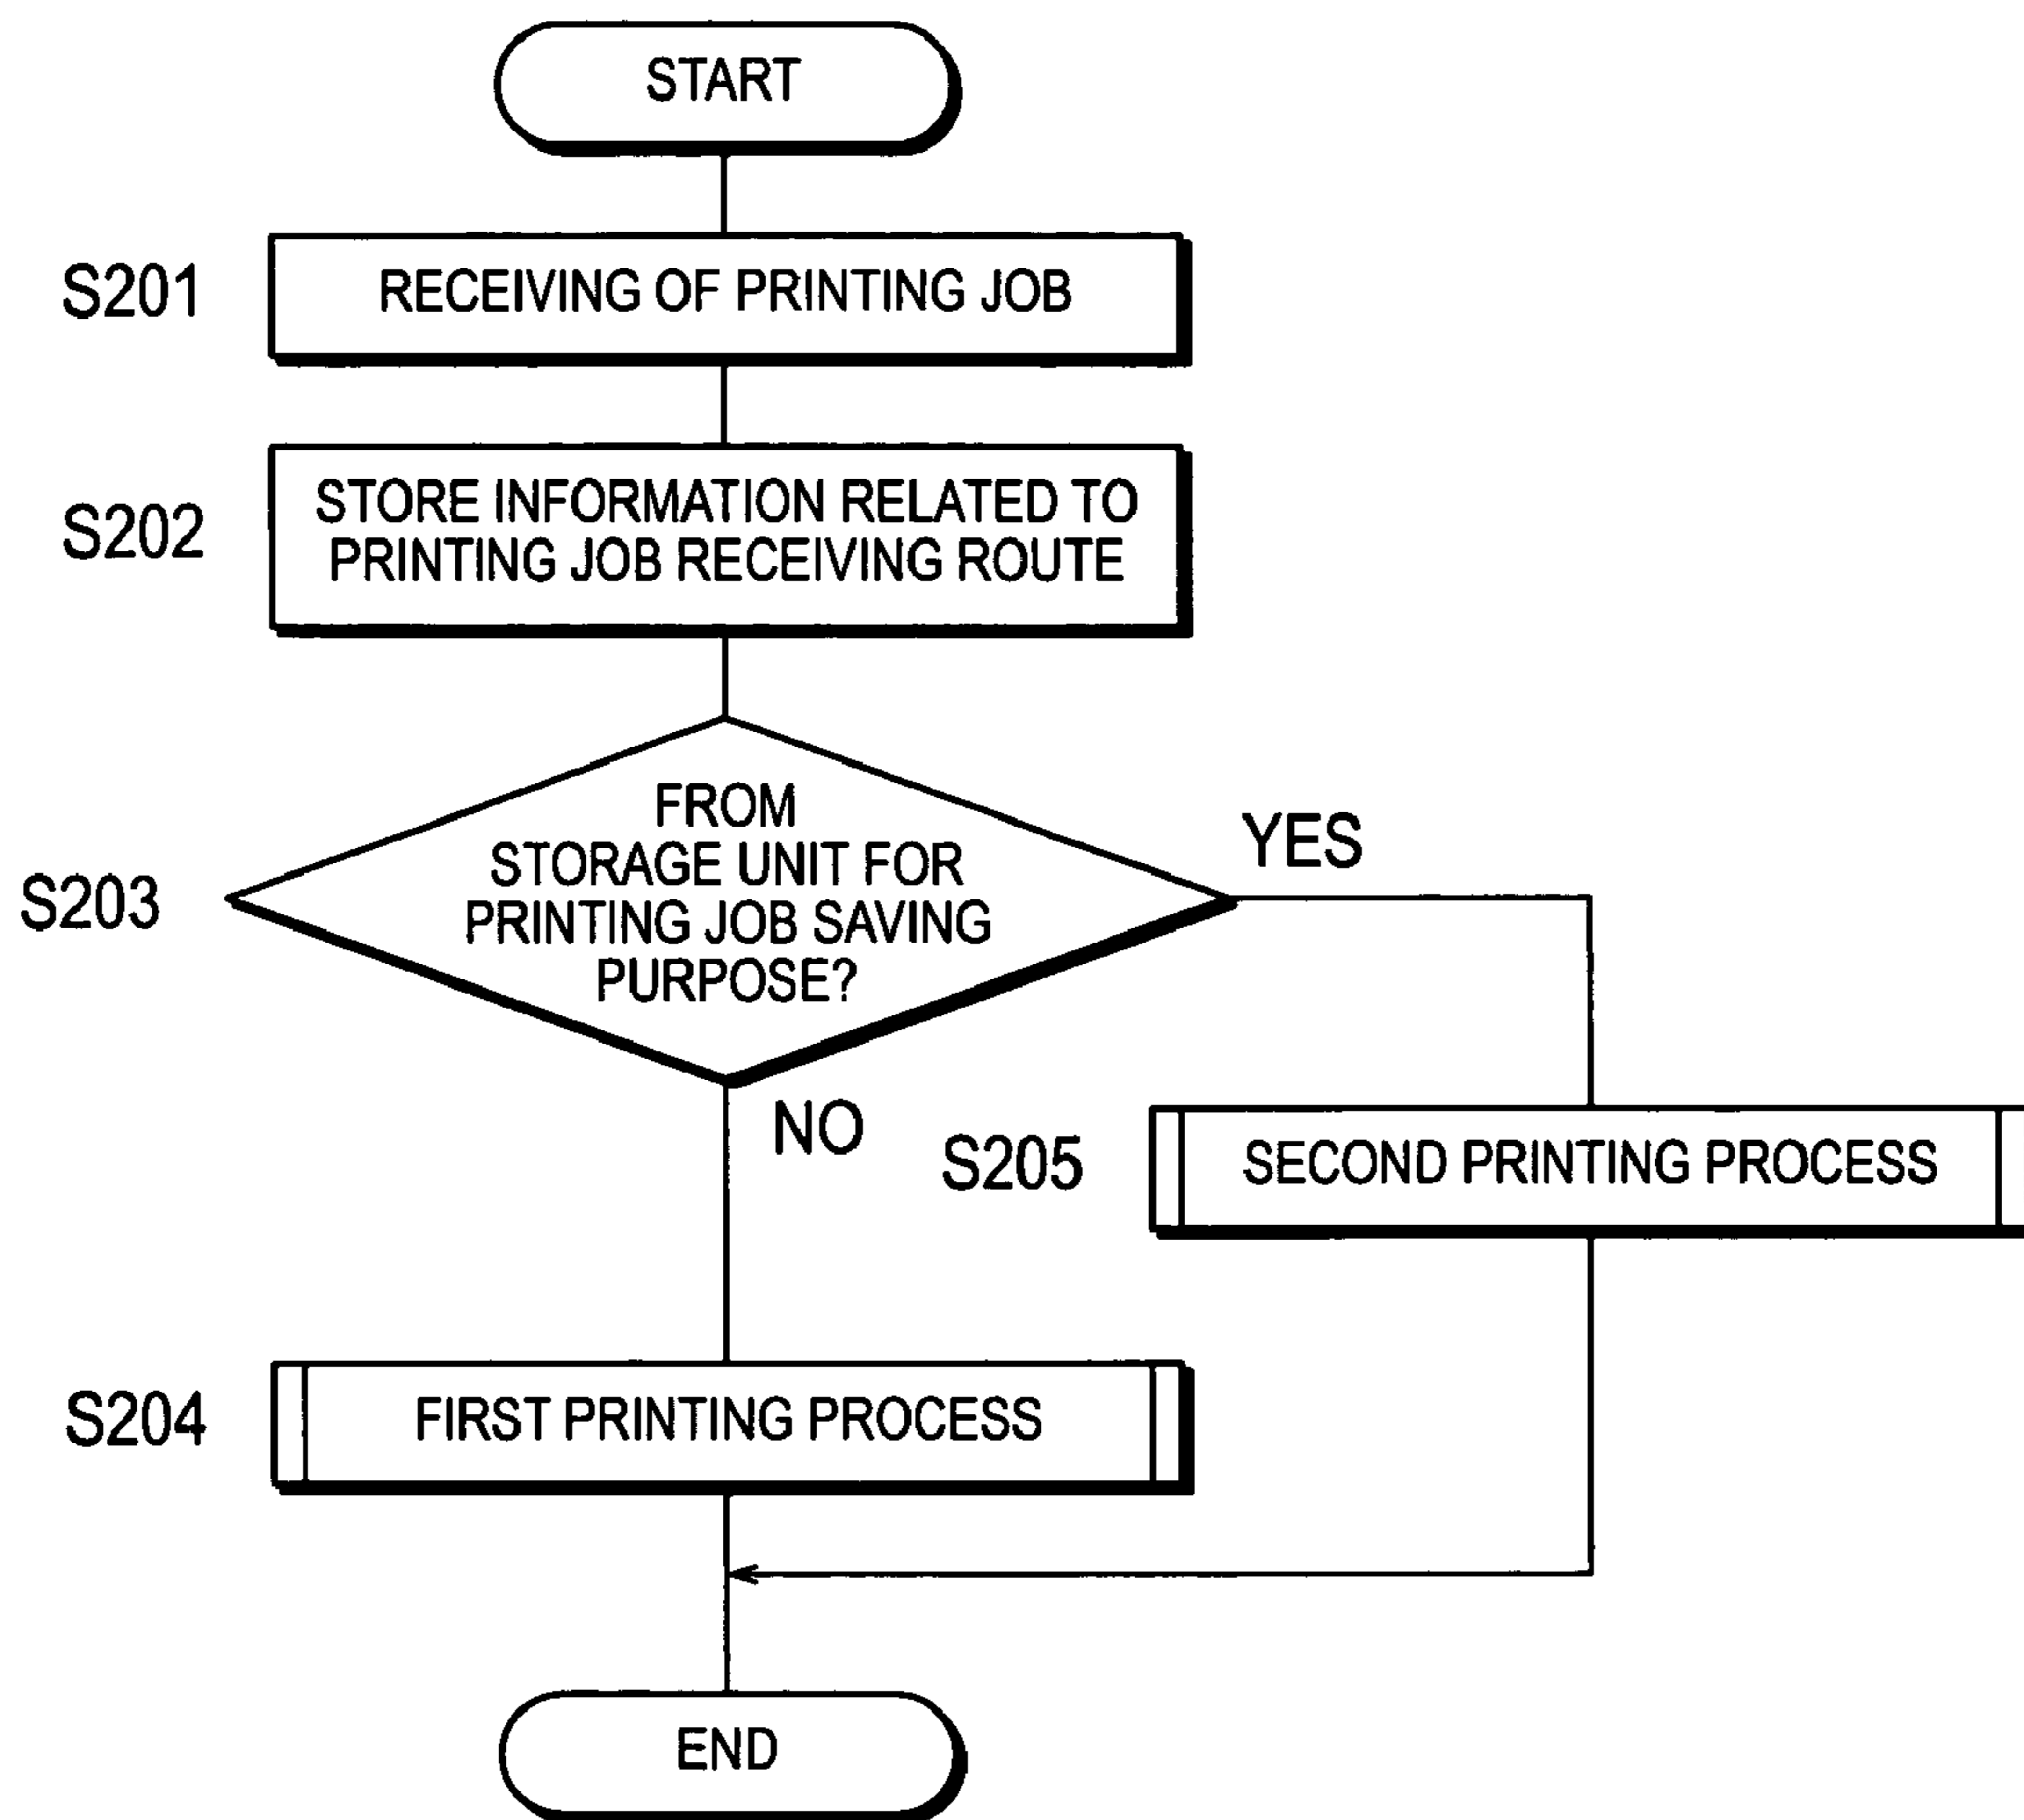 START
S201
RECEIVING OF PRINTING JOB
S202
STORE INFORMATION RELATED TO
PRINTING JOB RECEIVING ROUTE
S203
FROM
STORAGE UNIT FOR
PRINTING JOB SAVING
PURPOSE?
YES
NO
S205
SECOND PRINTING PROCESS
S204
FIRST PRINTING PROCESS
END